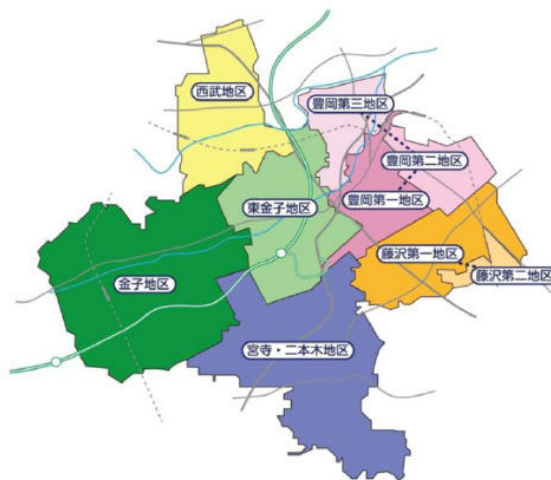 西武地区
豊岡第三地区
豊岡第二地区
豊岡第一地区
東金子地区
藤沢第一地区
藤沢第二地区
金子地区
宮寺・二本木地区